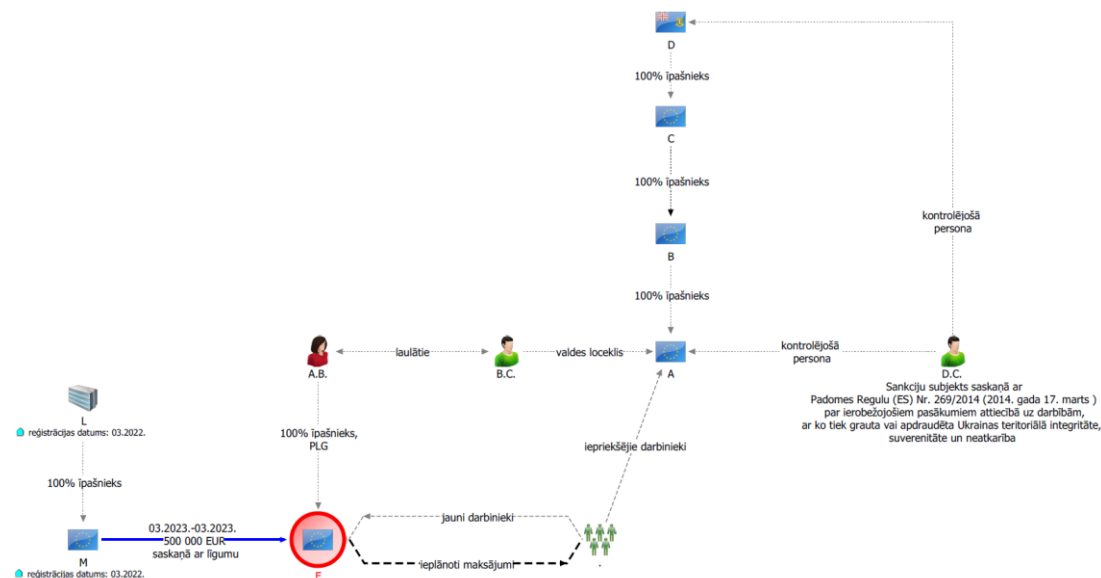 D
100% īpašnieks
C
100% īpašnieks
kontrolējošā
persona
B
100% īpašnieks
laulātie
valdes loceklis
kontrolējošā
persona
A.B.
B.C.
A
D.C.
Sankciju subjekts saskaņā ar
Padomes Regulu (ES) Nr. 269/2014 (2014. gada 17. marts )
par ierobežojošiem pasākumiem attiecībā uz darbībām,
ar ko tiek grauta vai apdraudēta Ukrainas teritoriālā integritāte,
suverenitāte un neatkarība
L
reģistrācijas datums: 03.2022.
100% īpašnieks,
PLG
iepriekšējie darbinieki
100% īpašnieks
03.2023.-03.2023.
500 000 EUR
saskaņā ar līgumu
jauni darbinieki
ieplānoti maksājumi
M
reģistrācijas datums: 03.2022.